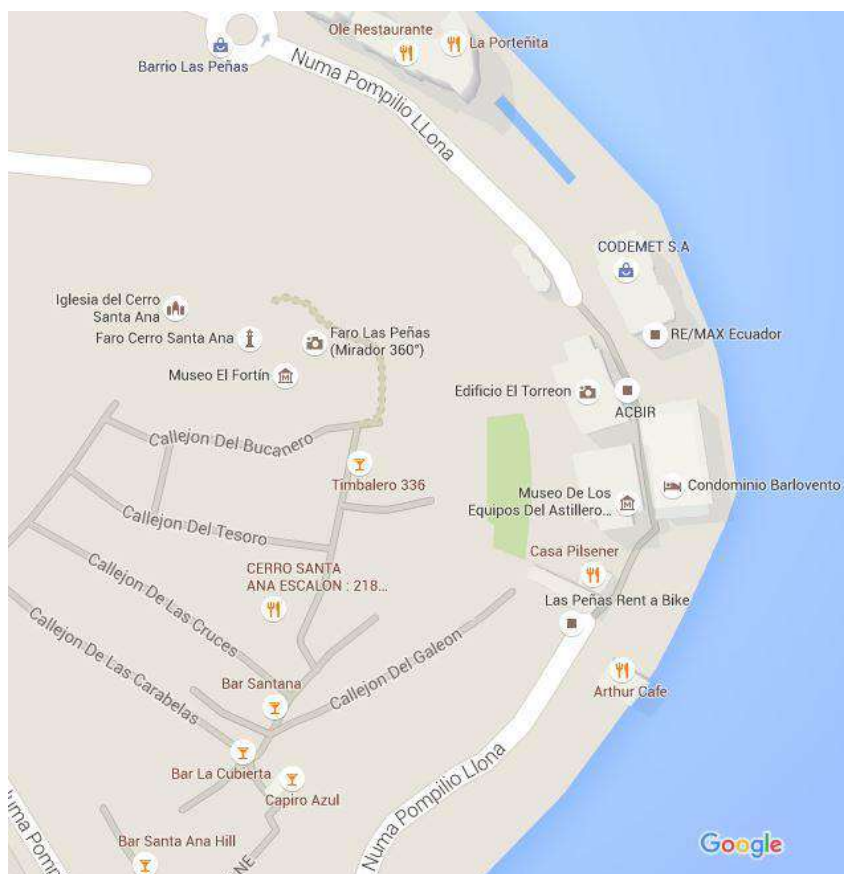 Ole Restaurante
La Porteñita
Barrio Las Peñas
Numa Pompilio LLona
CODEMET S.A
Iglesia del Cerro
Santa Ana
Faro Cerro Santa Ana
Faro Las Peñas
(Mirador 360°)
RE/MAX Ecuador
Museo El Fortín
Edificio El Torreon
ACBIR
Callejon Del Bucanero
Timbalero 336
Condominio Barlovento
Museo De Los
Equipos Del Astillero...
Callejon Del Tesoro
Casa Pilsener
CERRO SANTA
ANA ESCALON : 218...
Las Peñas Rent a Bike
Callejon De Las Cruces
Callejon De Las Carabelas
Callejon Del Galeon
Bar Santana
Arthur Cafe
Bar La Cubierta
Capiro Azul
Numa Pompilio Llona
Bar Santa Ana Hill
Google